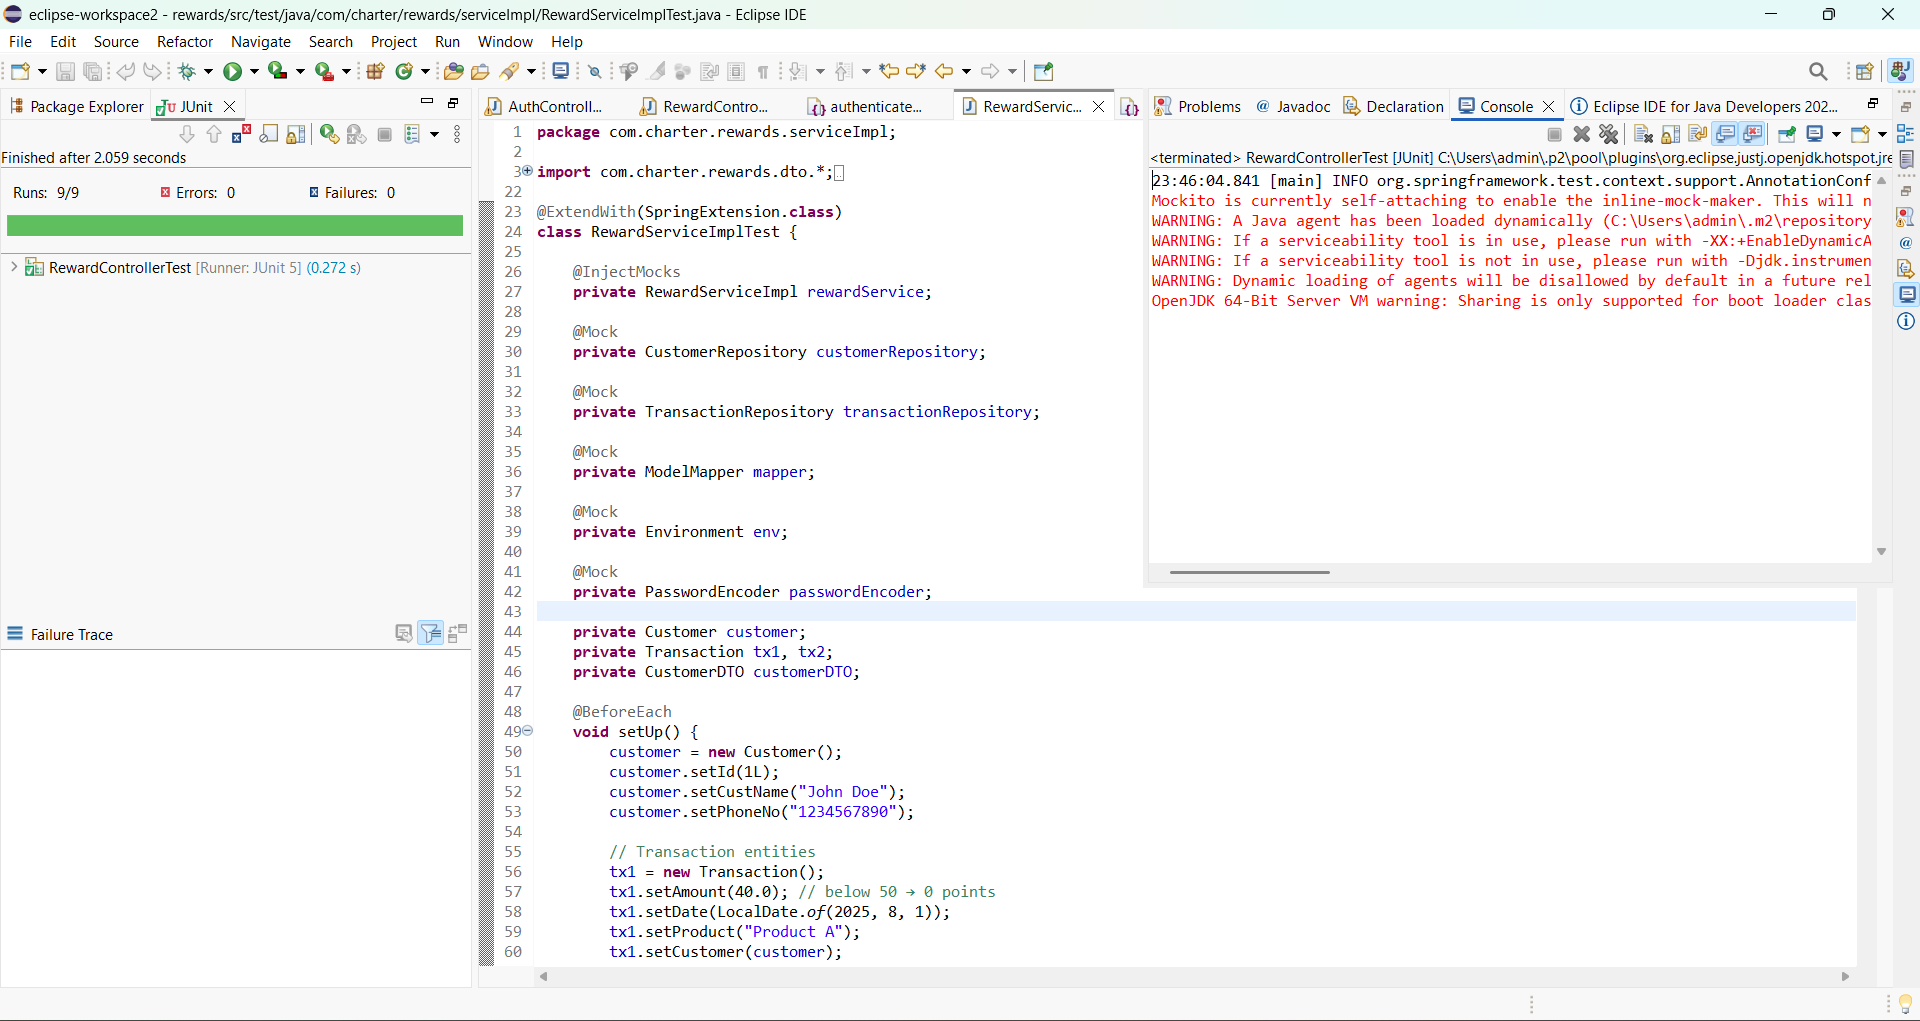 eclipse-workspace2 - rewards/src/test/java/com/charter/rewards/serviceImpl/RewardServiceImplTest.java - Eclipse IDE
File Edit Source Refactor Navigate Search Project Run Window Help
Package Explorer JUnit
Finished after 2.059 seconds
Runs: 9/9 Errors: 0 Failures: 0
RewardControllerTest [Runner: JUnit 5] (0.272 s)
Failure Trace
AuthControll... RewardContro... authenticate... RewardServic...
1 package com.charter.rewards.serviceImpl;
2
3 import com.charter.rewards.dto.*;
22
23 @ExtendWith(SpringExtension.class)
24 class RewardServiceImplTest {
25
26 @InjectMocks
27 private RewardServiceImpl rewardService;
28
29 @Mock
30 private CustomerRepository customerRepository;
31
32 @Mock
33 private TransactionRepository transactionRepository;
34
35 @Mock
36 private ModelMapper mapper;
37
38 @Mock
39 private Environment env;
40
41 @Mock
42 private PasswordEncoder passwordEncoder;
43
44 private Customer customer;
45 private Transaction tx1, tx2;
46 private CustomerDTO customerDTO;
47
48 @BeforeEach
49 void setUp() {
50 customer = new Customer();
51 customer.setId(1L);
52 customer.setCustName("John Doe");
53 customer.setPhoneNo("1234567890");
54
55 // Transaction entities
56 tx1 = new Transaction();
57 tx1.setAmount(40.0); // below 50 → 0 points
58 tx1.setDate(LocalDate.of(2025, 8, 1));
59 tx1.setProduct("Product A");
60 tx1.setCustomer(customer);
Problems Javadoc Declaration Console Eclipse IDE for Java Developers 202...
<terminated> RewardControllerTest [JUnit] C:\Users\admin\.p2\pool\plugins\org.eclipse.justj.openjdk.hotspot.jre
23:46:04.841 [main] INFO org.springframework.test.context.support.AnnotationConf
Mockito is currently self-attaching to enable the inline-mock-maker. This will n
WARNING: A Java agent has been loaded dynamically (C:\Users\admin\.m2\repository
WARNING: If a serviceability tool is in use, please run with -XX:+EnableDynamicA
WARNING: If a serviceability tool is not in use, please run with -Djdk.instrumen
WARNING: Dynamic loading of agents will be disallowed by default in a future rel
OpenJDK 64-Bit Server VM warning: Sharing is only supported for boot loader clas